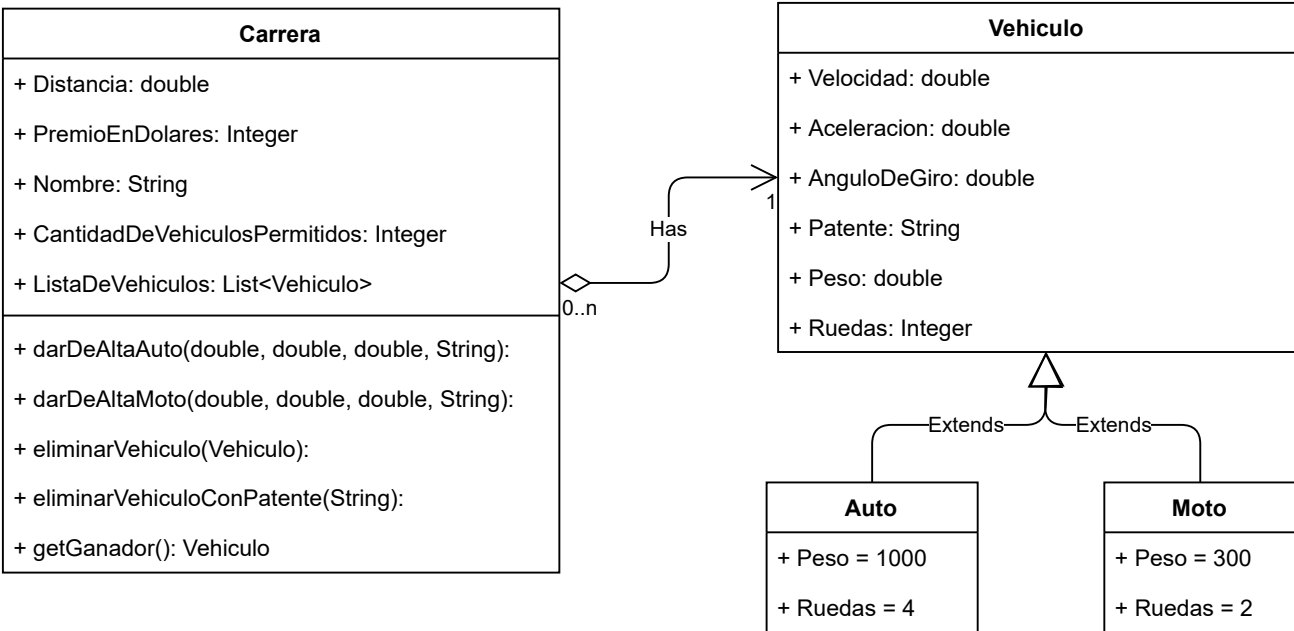 Carrera
+ Distancia: double
+ PremioEnDolares: Integer
+ Nombre: String
+ CantidadDeVehiculosPermitidos: Integer
+ ListaDeVehiculos: List<Vehiculo>
+ darDeAltaAuto(double, double, double, String):
+ darDeAltaMoto(double, double, double, String):
+ eliminarVehiculo(Vehiculo):
+ eliminarVehiculoConPatente(String):
+ getGanador(): Vehiculo
0..n
Has
1
Vehiculo
+ Velocidad: double
+ Aceleracion: double
+ AnguloDeGiro: double
+ Patente: String
+ Peso: double
+ Ruedas: Integer
Extends
Extends
Auto
+ Peso = 1000
+ Ruedas = 4
Moto
+ Peso = 300
+ Ruedas = 2